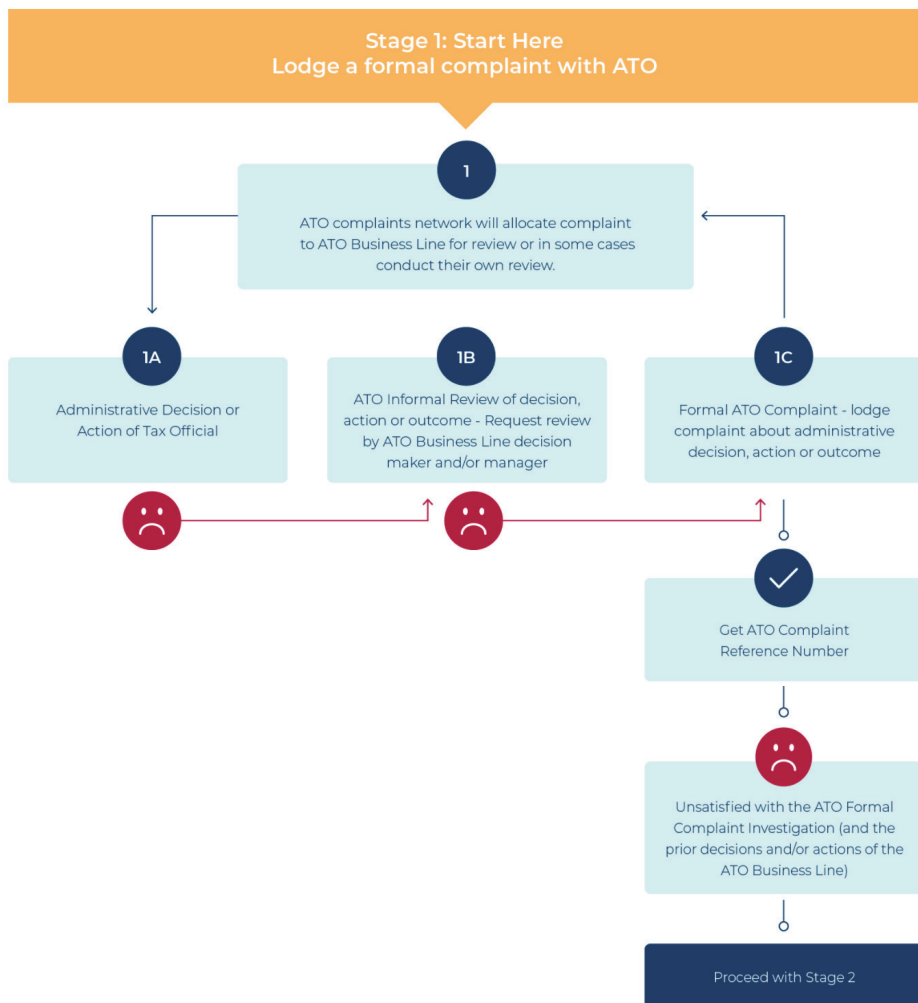 Stage 1: Start Here
Lodge a formal complaint with ATO
1
ATO complaints network will allocate complaint
to ATO Business Line for review or in some cases
conduct their own review.
1A
Administrative Decision or
Action of Tax Official
1B
ATO Informal Review of decision,
action or outcome - Request review
by ATO Business Line decision
maker and/or manager
1C
Formal ATO Complaint - lodge
complaint about administrative
decision, action or outcome
Get ATO Complaint
Reference Number
Unsatisfied with the ATO Formal
Complaint Investigation (and the
prior decisions and/or actions of the
ATO Business Line)
Proceed with Stage 2